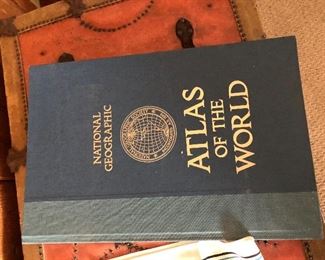 NATIONAL
GEOGRAPHIC
ATLAS
OF THE
WORLD